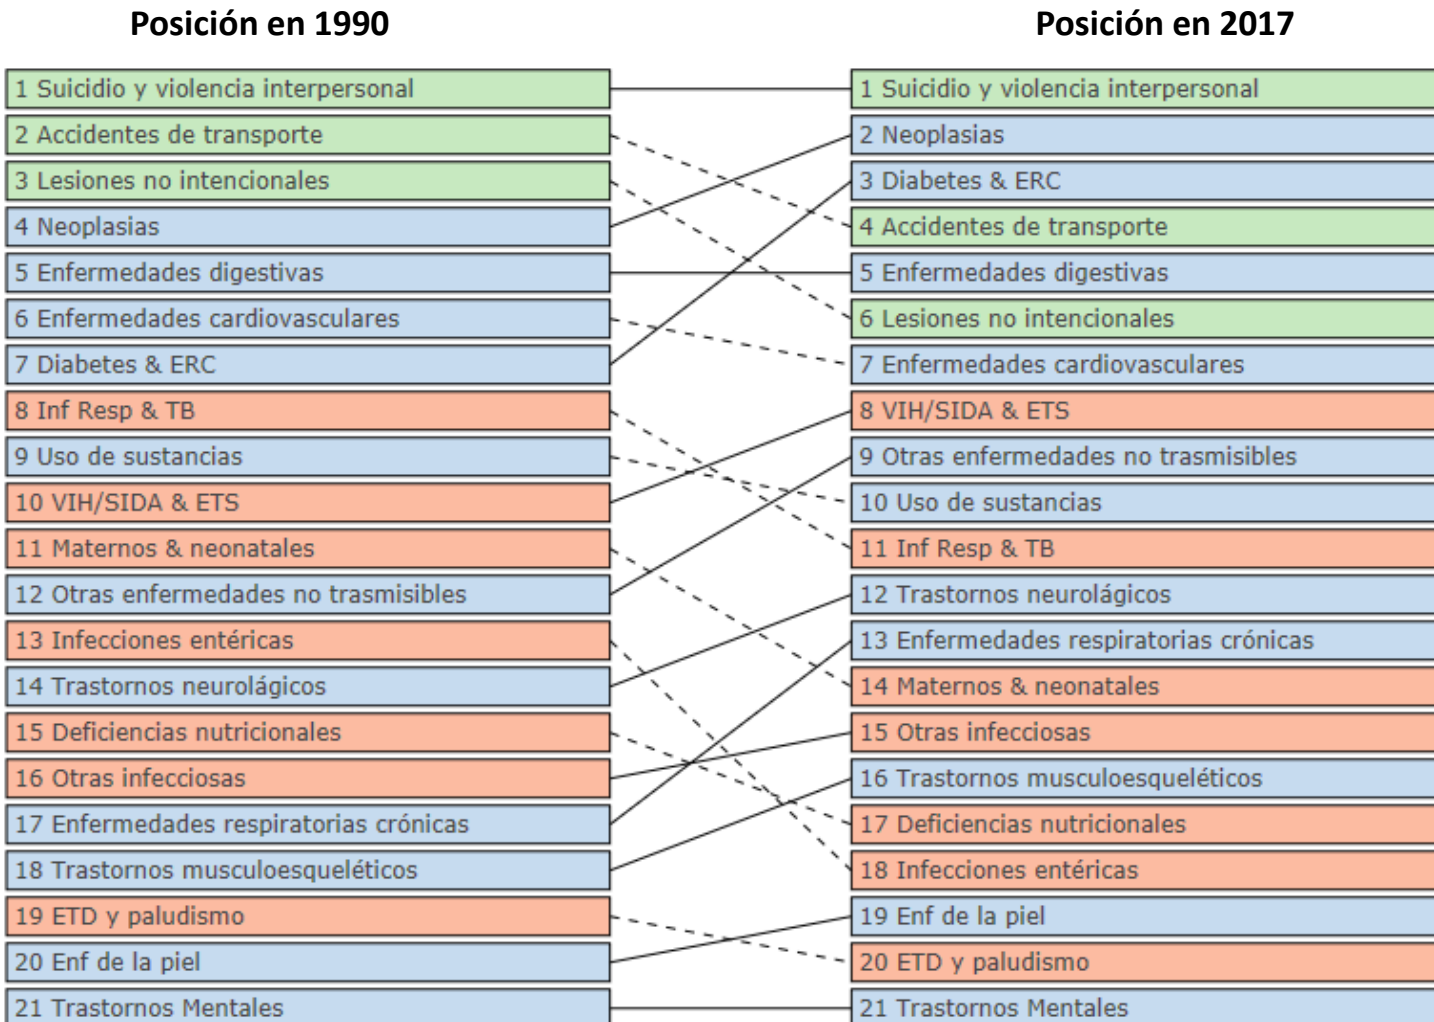 Posición en 1990
1 Suicidio y violencia interpersonal
2 Accidentes de transporte
3 Lesiones no intencionales
4 Neoplasias
5 Enfermedades digestivas
6 Enfermedades cardiovasculares
7 Diabetes & ERC
8 Inf Resp & TB
9 Uso de sustancias
10 VIH/SIDA & ETS
11 Maternos & neonatales
12 Otras enfermedades no trasmisibles
13 Infecciones entéricas
14 Trastornos neurolágicos
15 Deficiencias nutricionales
16 Otras infecciosas
17 Enfermedades respiratorias crónicas
18 Trastornos musculoesqueléticos
19 ETD y paludismo
20 Enf de la piel
21 Trastornos Mentales
Posición en 2017
1 Suicidio y violencia interpersonal
2 Neoplasias
3 Diabetes & ERC
4 Accidentes de transporte
5 Enfermedades digestivas
6 Lesiones no intencionales
7 Enfermedades cardiovasculares
8 VIH/SIDA & ETS
9 Otras enfermedades no trasmisibles
10 Uso de sustancias
11 Inf Resp & TB
12 Trastornos neurolágicos
13 Enfermedades respiratorias crónicas
14 Maternos & neonatales
15 Otras infecciosas
16 Trastornos musculoesqueléticos
17 Deficiencias nutricionales
18 Infecciones entéricas
19 Enf de la piel
20 ETD y paludismo
21 Trastornos Mentales